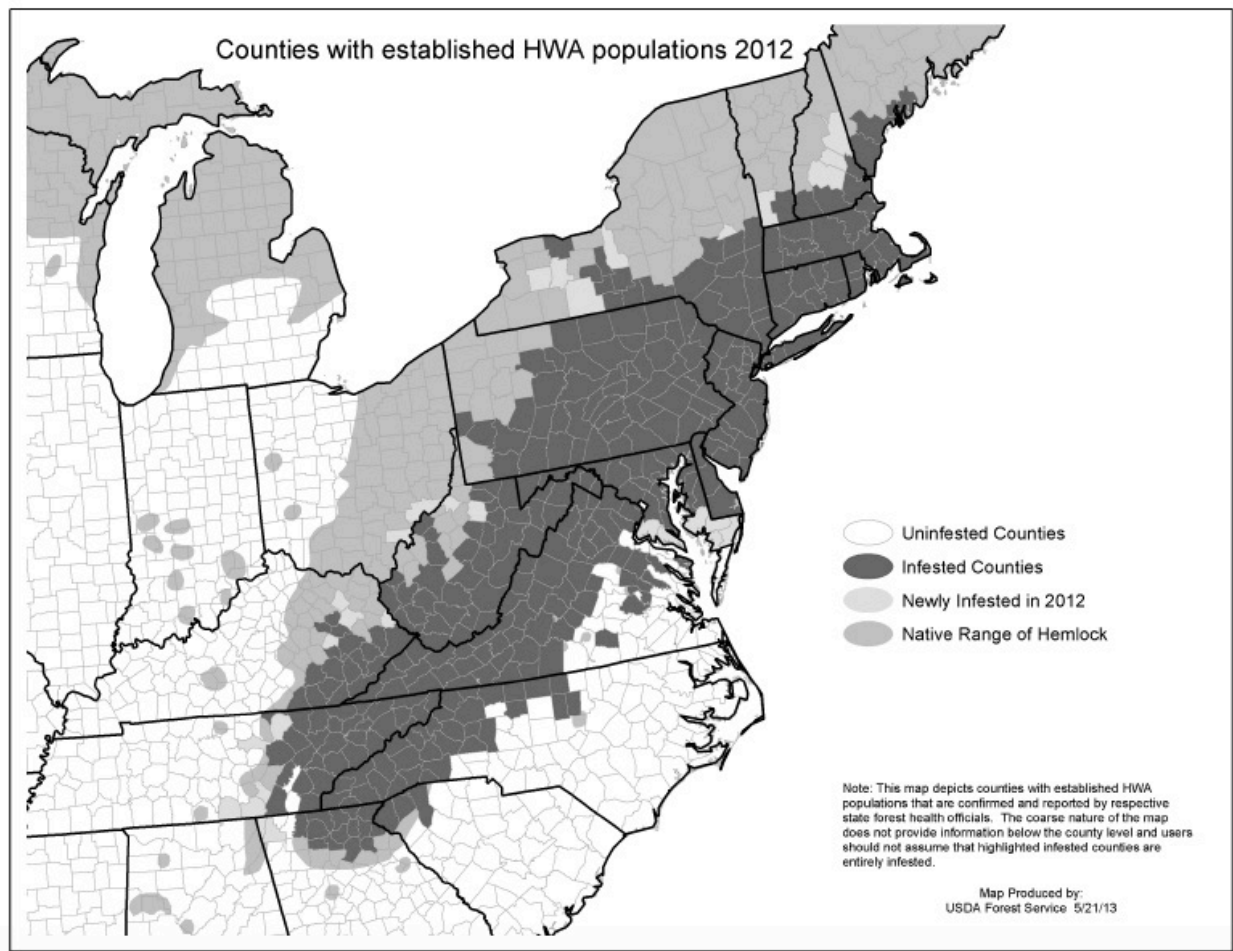 Counties with established HWA populations 2012
Uninfested Counties
Infested Counties
Newly Infested in 2012
Native Range of Hemlock
Note: This map depicts counties with established HWA
populations that are confirmed and reported by respective
state forest health officials. The coarse nature of the map
does not provide information below the county level and users
should not assume that highlighted infested counties are
entirely infested.
Map Produced by:
USDA Forest Service 5/21/13